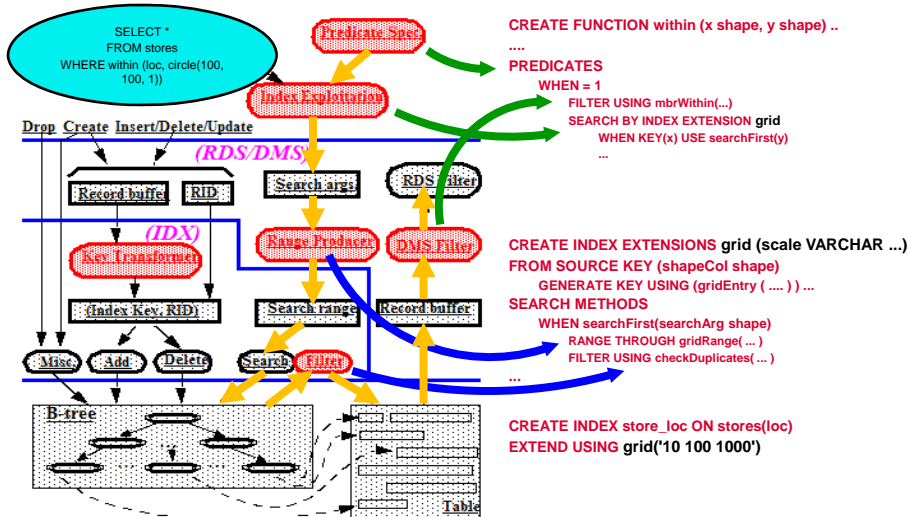 SELECT *
FROM stores
WHERE within (loc, circle(100,
100, 1))
Predicate Spec.
Index Exploitation
Drop Create Insert/Delete/Update
(RDS/DMS)
Record buffer
RID
Search args.
RDS Filter
(IDX)
Key Transformer
Range Producer
DMS Filter
(Index Key, RID)
Search range
Record buffer
Misc.
Add
Delete
Search
Filter
B-tree
...
... ...
Table
CREATE FUNCTION within (x shape, y shape) ..
....
PREDICATES
WHEN = 1
FILTER USING mbrWithin(...)
SEARCH BY INDEX EXTENSION grid
WHEN KEY(x) USE searchFirst(y)
...
CREATE INDEX EXTENSIONS grid (scale VARCHAR ...)
FROM SOURCE KEY (shapeCol shape)
GENERATE KEY USING (gridEntry ( .... ) ) ...
SEARCH METHODS
WHEN searchFirst(searchArg shape)
RANGE THROUGH gridRange( ... )
FILTER USING checkDuplicates( ... )
...
CREATE INDEX store_loc ON stores(loc)
EXTEND USING grid('10 100 1000')